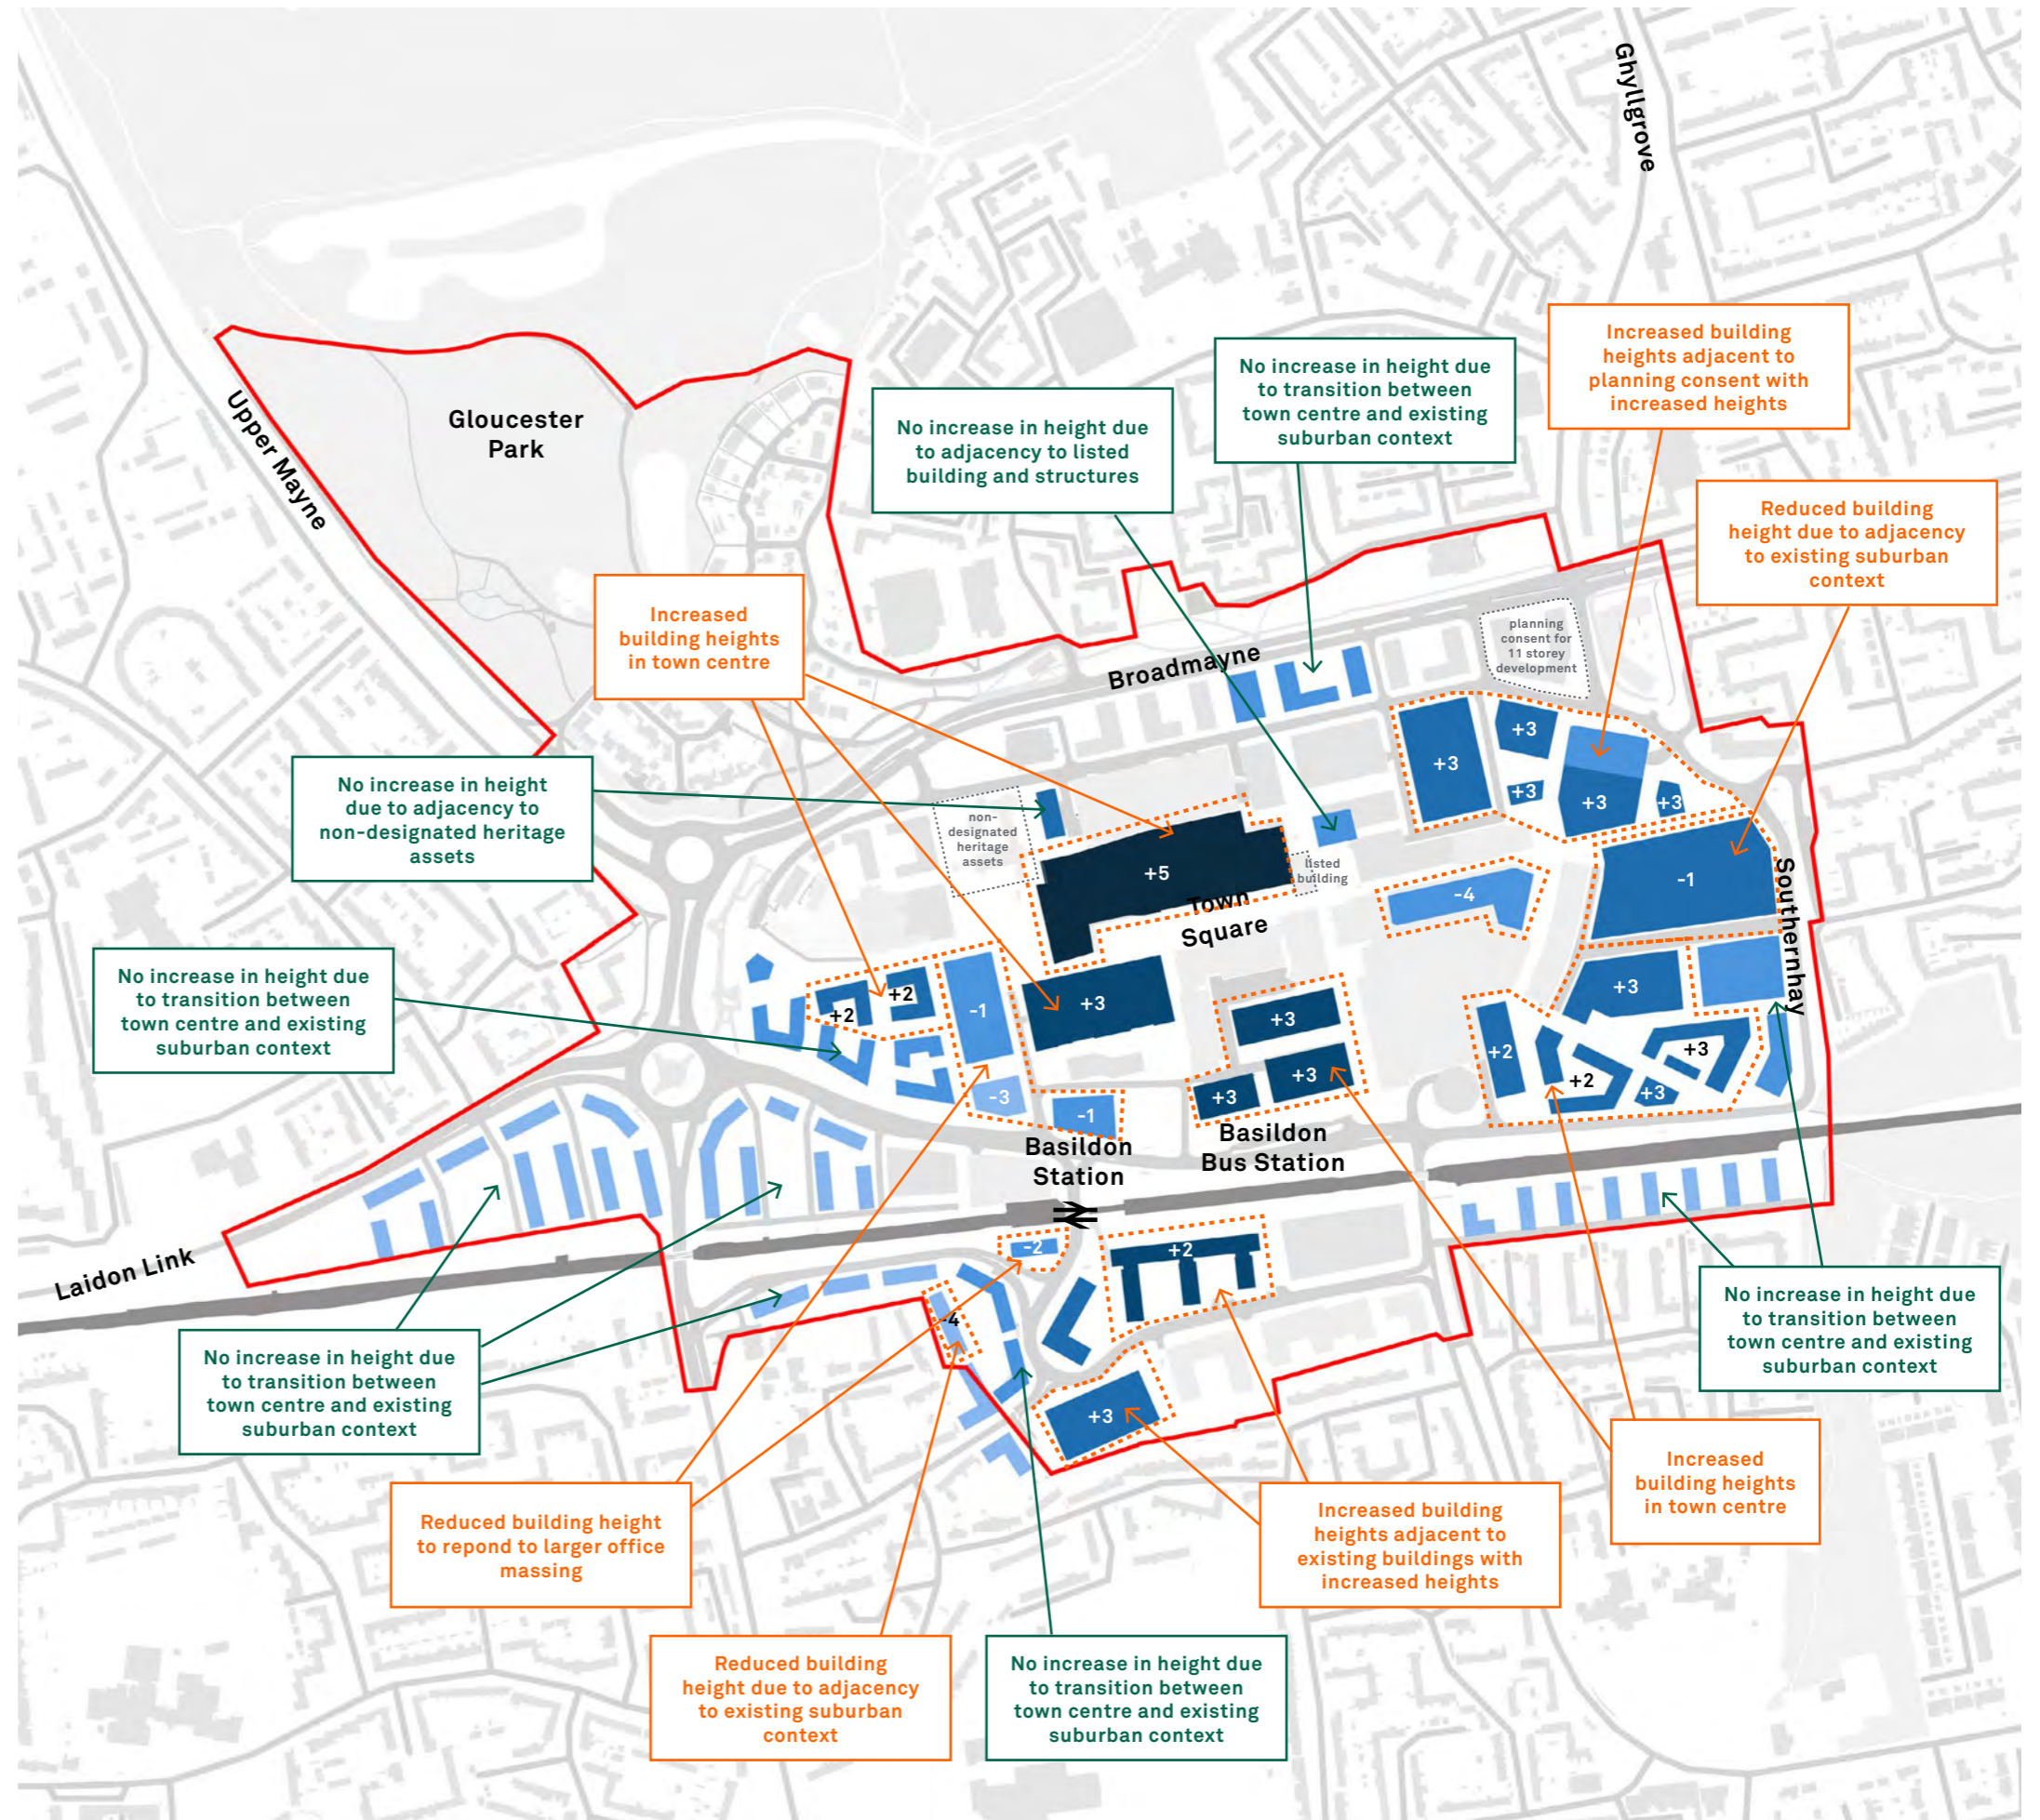 Ghyllgrove
Increased building
heights adjacent to
planning consent with
increased heights
No increase in height due
to transition between
town centre and existing
suburban context
No increase in height due
to adjacency to listed
building and structures
Gloucester
Park
Upper Mayne
Reduced building
height due to adjacency
to existing suburban
context
Increased
building heights
in town centre
planning
consent for
11 storey
development
Broadmayne
No increase in height
due to adjacency to
non-designated heritage
assets
non-
designated
heritage
assets
+3
+3
+3
+3
+3
+5
listed
building
-4
-1
Southernhay
Town
Square
No increase in height due
to transition between
town centre and existing
suburban context
+2
+2
-1
+3
+3
+3
+3
-3
-1
+3
+2
+2
+3
+3
Basildon
Station
Basildon
Bus Station
Laidon Link
-2
+2
-4
+3
No increase in height due
to transition between
town centre and existing
suburban context
No increase in height due
to transition between
town centre and existing
suburban context
Reduced building height
to repond to larger office
massing
Increased building
heights adjacent to
existing buildings with
increased heights
Increased
building heights
in town centre
Reduced building
height due to adjacency
to existing suburban
context
No increase in height due
to transition between
town centre and existing
suburban context